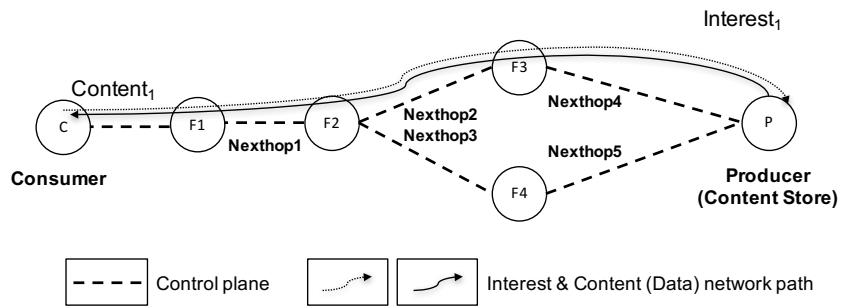 Interest1
Content1
F3
Nexthop2
Nexthop3
Nexthop4
C
F1
F2
P
Nexthop1
Nexthop5
Consumer
F4
Producer
(Content Store)
Control plane
Interest & Content (Data) network path